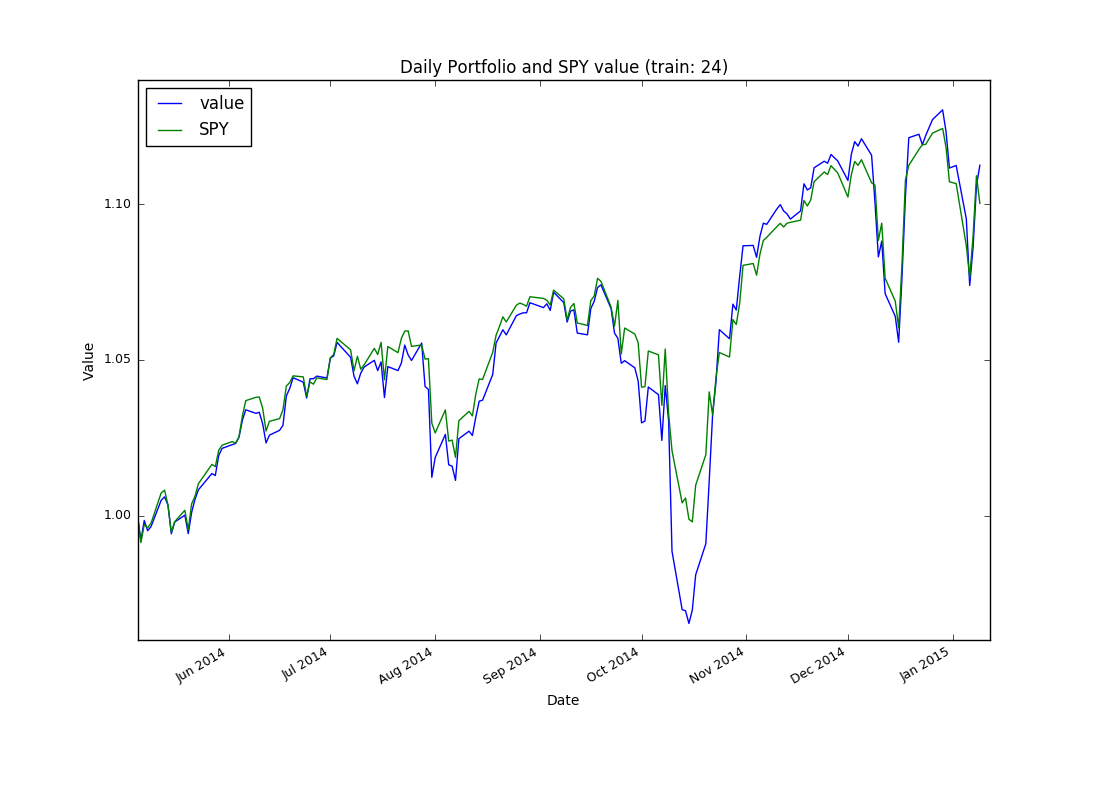 Daily Portfolio and SPY value (train: 24)
value
SPY
1.10
1.05
1.00
Value
Jun 2014
Jul 2014
Aug 2014
Sep 2014
Oct 2014
Nov 2014
Dec 2014
Jan 2015
Date